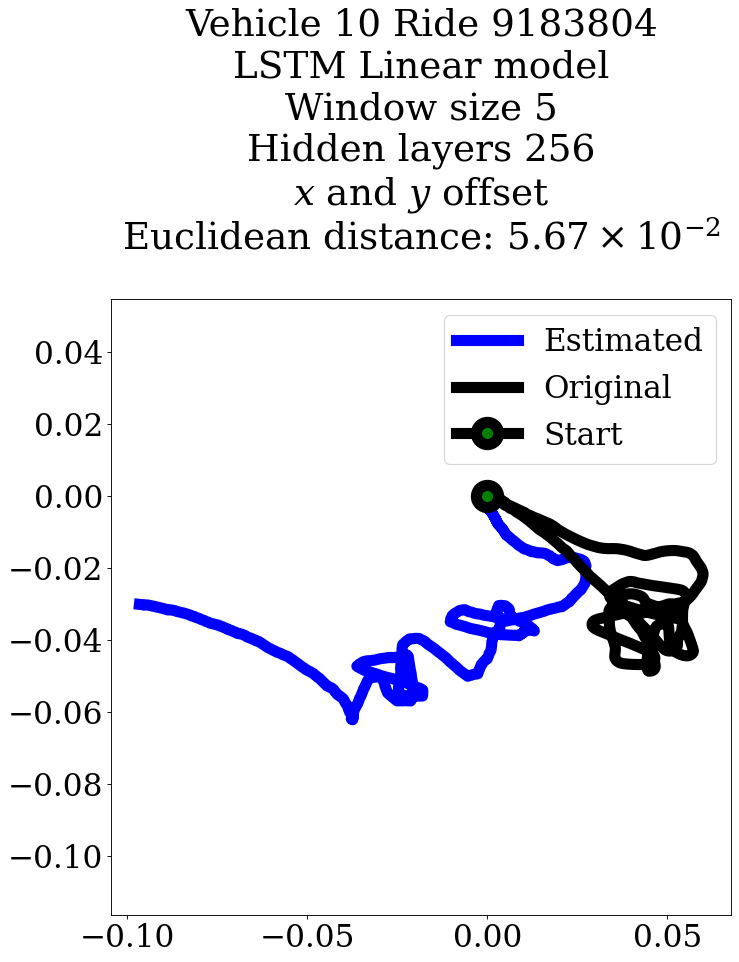 Vehicle 10 Ride 9183804
LSTM Linear model
Window size 5
Hidden layers 256
x and y offset
Euclidean distance: 5.67 × 10⁻²
Estimated
Original
Start
0.04
0.02
0.00
−0.02
−0.04
−0.06
−0.08
−0.10
−0.10 −0.05 0.00 0.05